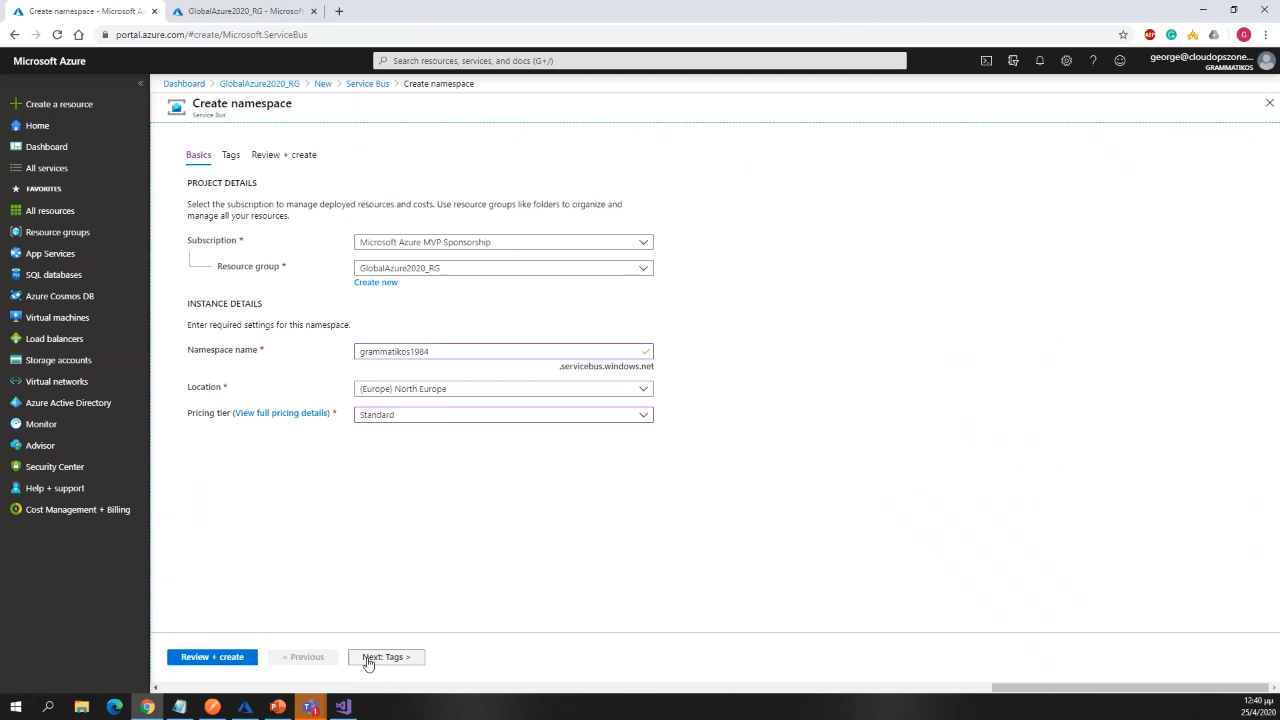 Create namespace - Microsoft Az
GlobalAzure2020_RG - Microsoft
portal.azure.com/#create/Microsoft.ServiceBus
ABP
G
Microsoft Azure
Search resources, services, and docs (G+/)
george@cloudopszone...
GRAMMATIKOS
Dashboard > GlobalAzure2020_RG > New > Service Bus > Create namespace
Create namespace
Service Bus
Create a resource
Home
Dashboard
All services
FAVORITES
All resources
Resource groups
App Services
SQL databases
Azure Cosmos DB
Virtual machines
Load balancers
Storage accounts
Virtual networks
Azure Active Directory
Monitor
Advisor
Security Center
Help + support
Cost Management + Billing
Basics Tags Review + create
PROJECT DETAILS
Select the subscription to manage deployed resources and costs. Use resource groups like folders to organize and
manage all your resources.
Subscription * Microsoft Azure MVP Sponsorship
Resource group * GlobalAzure2020_RG
Create new
INSTANCE DETAILS
Enter required settings for this namespace.
Namespace name * grammatikos1984
.servicebus.windows.net
Location * (Europe) North Europe
Pricing tier (View full pricing details) * Standard
Review + create < Previous Next: Tags >
12:40 μμ
25/4/2020